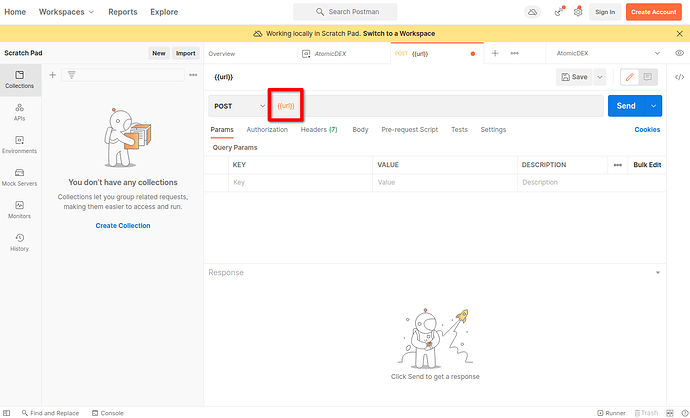 Home Workspaces Reports Explore Search Postman Sign In Create Account
Working locally in Scratch Pad. Switch to a Workspace
Scratch Pad New Import Overview AtomicDEX POST {{url}} AtomicDEX
{{url}} Save
Collections
APIs
Environments
Mock Servers
Monitors
History
You don't have any collections
Collections let you group related requests,
making them easier to access and run.
Create Collection
POST {{url}} Send
Params Authorization Headers (7) Body Pre-request Script Tests Settings Cookies
Query Params
KEY VALUE DESCRIPTION Bulk Edit
Key Value Description
Response
Click Send to get a response
Find and Replace Console Runner Trash